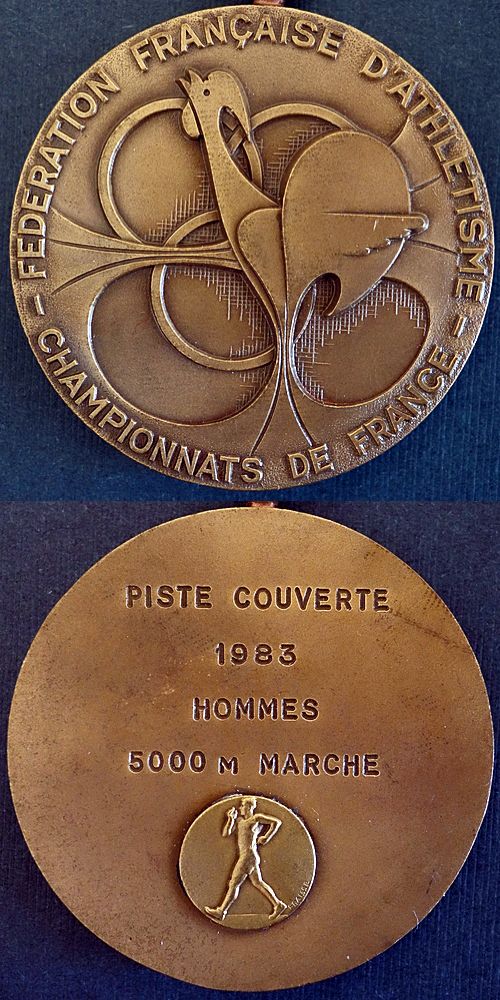 - FEDERATION FRANÇAISE D'ATHLETISME -
CHAMPIONNATS DE FRANCE
PISTE COUVERTE
1983
HOMMES
5000 M MARCHE